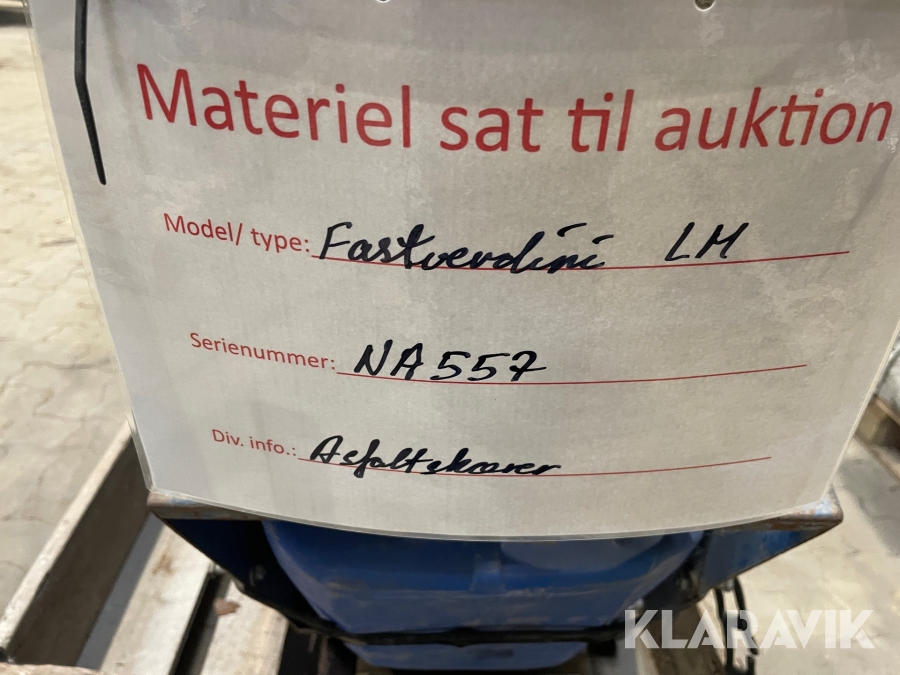 Materiel sat til auktion
Model/ type: Fastverdini LM
Serienummer: NA557
Div. info.: Asfaltskærer
KLARAVIK